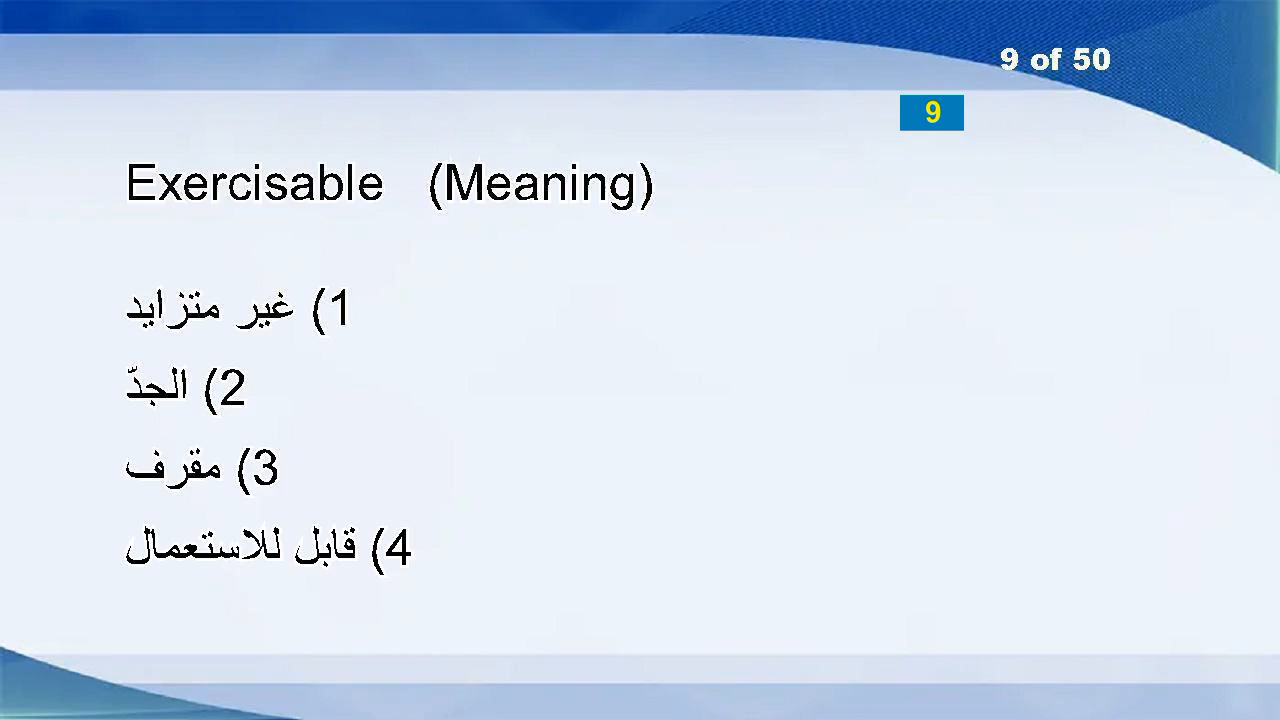 9 of 50
9
Exercisable (Meaning)
1) غير متزايد
2) الجدّ
3) مقرف
4) قابل للاستعمال